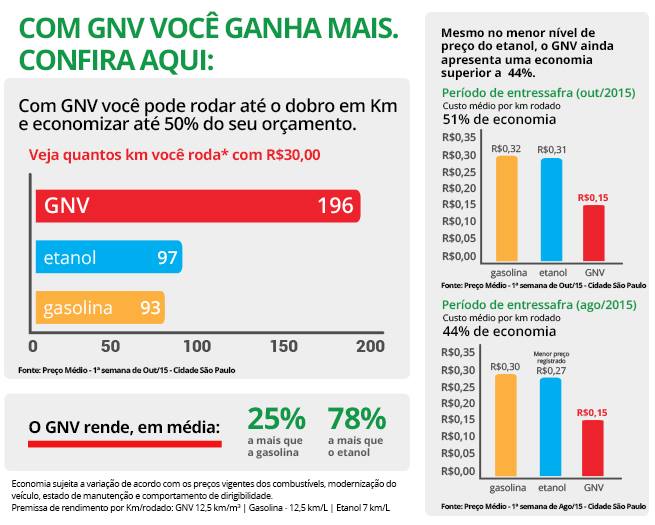 COM GNV VOCÊ GANHA MAIS.
CONFIRA AQUI:
Com GNV você pode rodar até o dobro em Km
e economizar até 50% do seu orçamento.
Veja quantos km você roda* com R$30,00
GNV 196
etanol 97
gasolina 93
0 50 100 150 200
Fonte: Preço Médio - 1ª semana de Out/15 - Cidade São Paulo
O GNV rende, em média:
25%
a mais que
a gasolina
78%
a mais que
o etanol
Economia sujeita a variação de acordo com os preços vigentes dos combustíveis, modernização do
veículo, estado de manutenção e comportamento de dirigibilidade.
Premissa de rendimento por Km/rodado: GNV 12,5 km/m³ | Gasolina - 12,5 km/L | Etanol 7 km/L
Mesmo no menor nível de
preço do etanol, o GNV ainda
apresenta uma economia
superior a 44%.
Período de entressafra (out/2015)
Custo médio por km rodado
51% de economia
R$0,35
R$0,30
R$0,25
R$0,20
R$0,15
R$0,10
R$0,05
R$0,00
R$0,32
R$0,31
R$0,15
gasolina etanol GNV
Fonte: Preço Médio - 1ª semana de Out/15 - Cidade São Paulo
Período de entressafra (ago/2015)
Custo médio por km rodado
44% de economia
R$0,35
R$0,30
R$0,25
R$0,20
R$0,15
R$0,10
R$0,05
R$0,00
R$0,30
Menor preço
registrado
R$0,27
R$0,15
gasolina etanol GNV
Fonte: Preço Médio - 1ª semana de Ago/15 - Cidade São Paulo